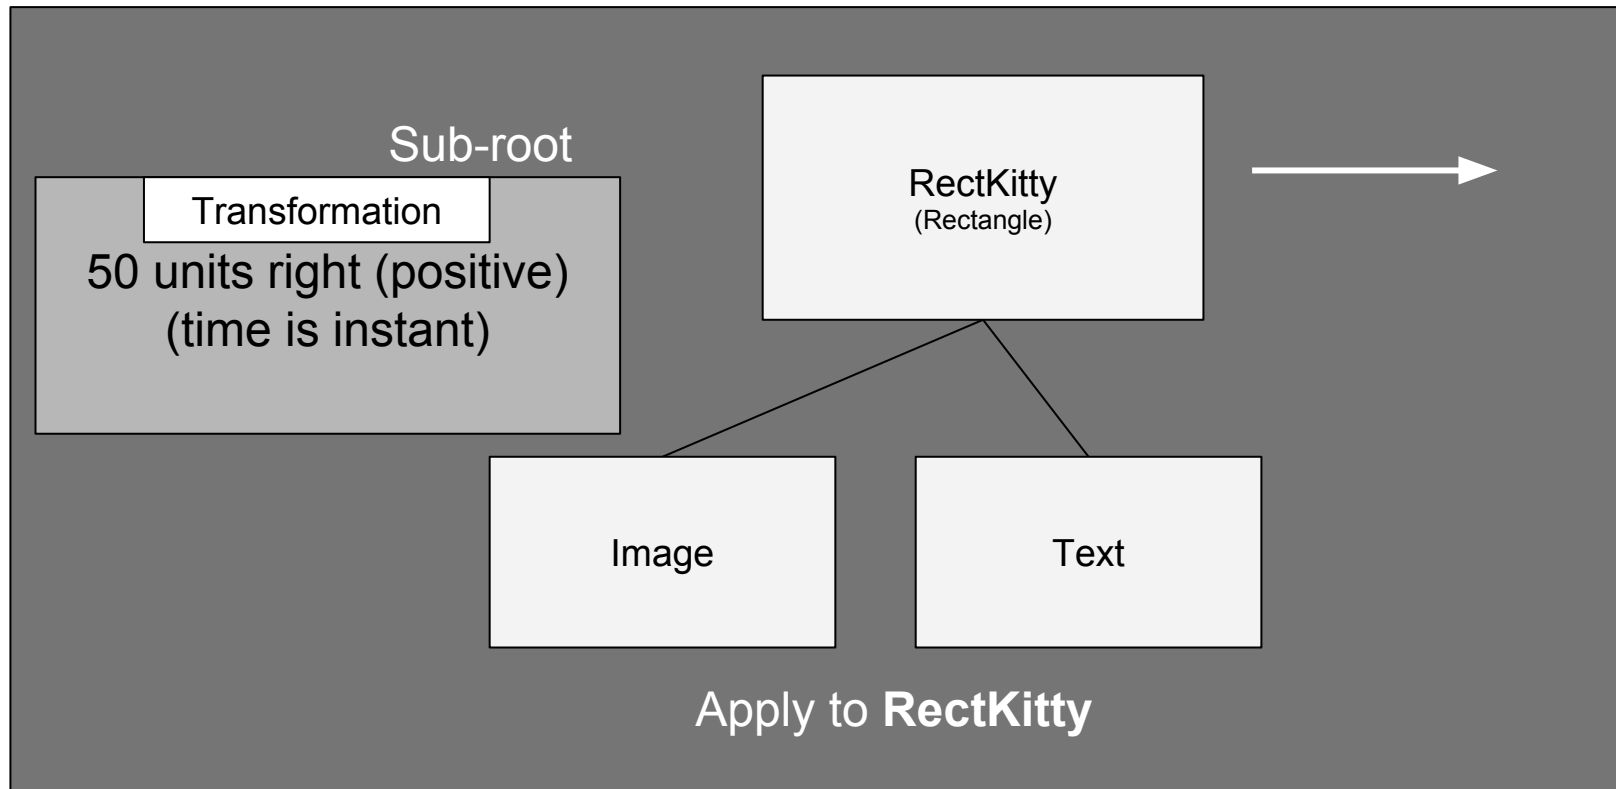 Sub-root
Transformation
50 units right (positive)
(time is instant)
RectKitty
(Rectangle)
Image
Text
Apply to RectKitty